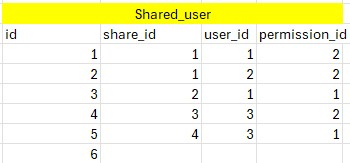 Shared_user
id share_id user_id permission_id
1 1 1 2
2 1 2 2
3 2 1 1
4 3 3 2
5 4 3 1
6